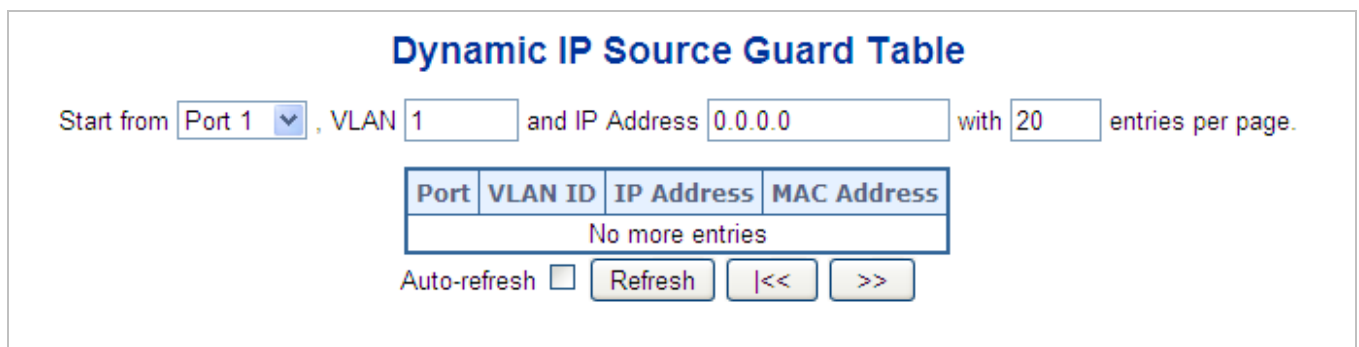 Dynamic IP Source Guard Table
Start from Port 1 , VLAN 1 and IP Address 0.0.0.0 with 20 entries per page.
Port VLAN ID IP Address MAC Address
No more entries
Auto-refresh Refresh |<< >>